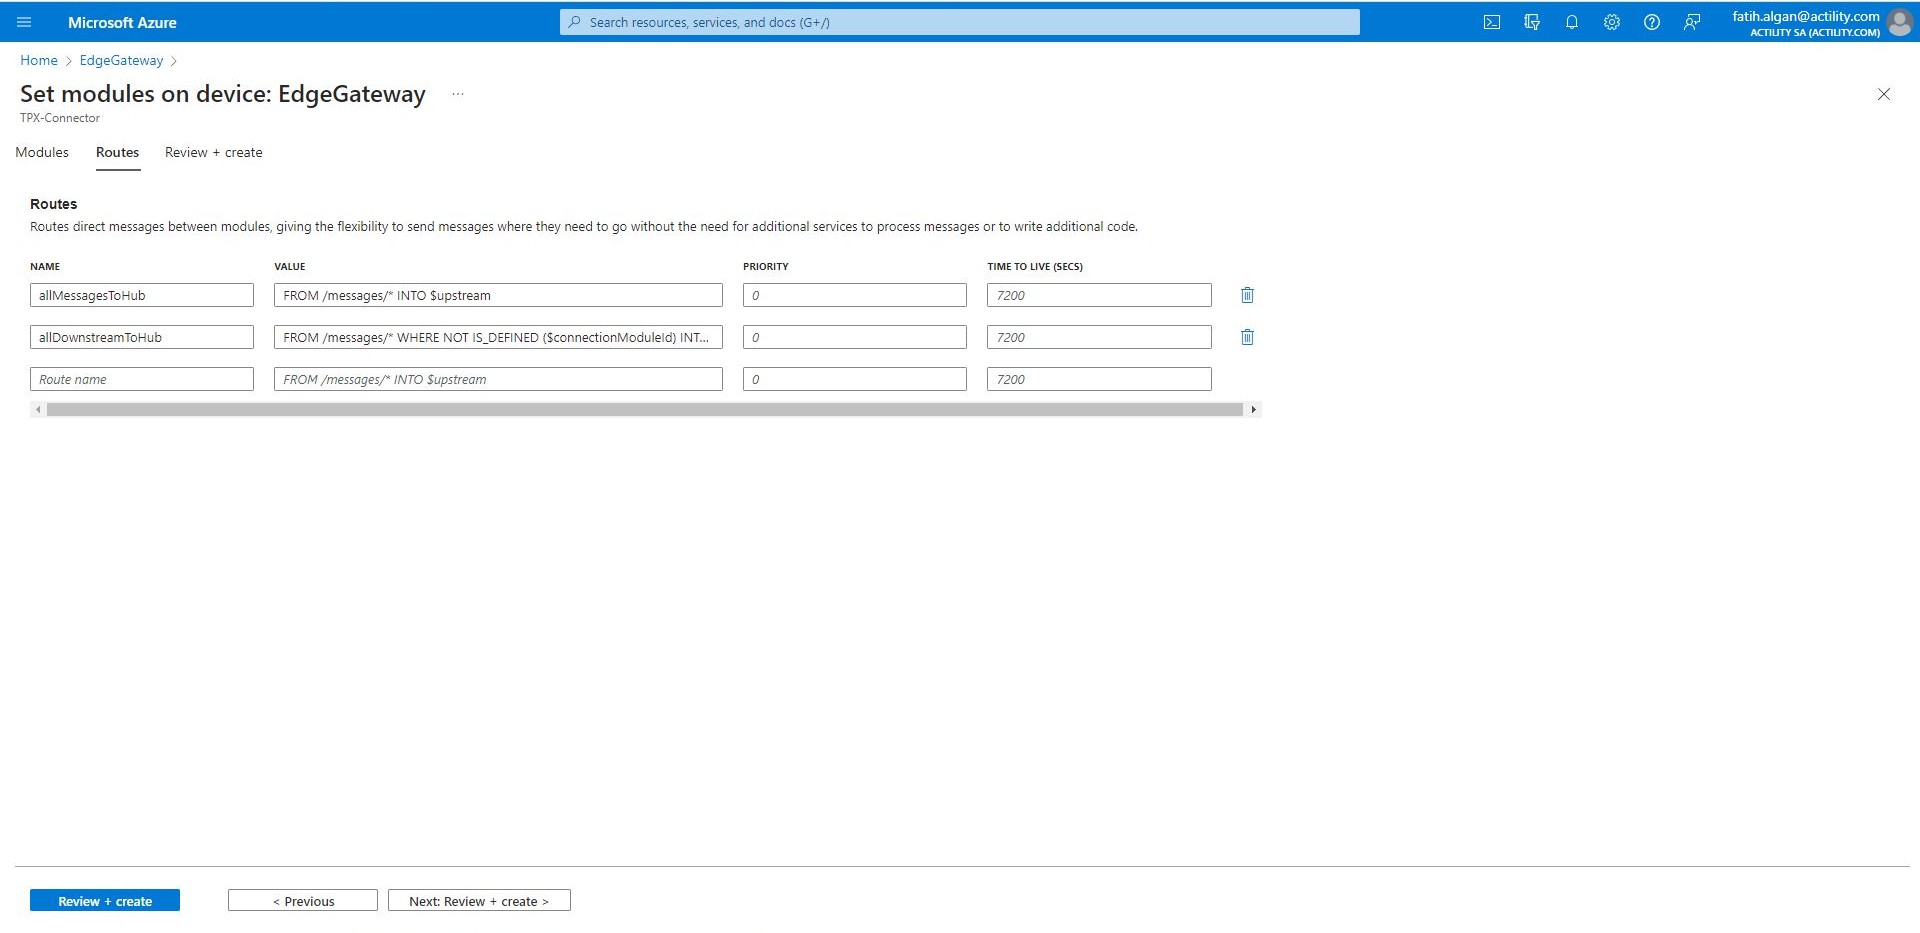 Microsoft Azure
Search resources, services, and docs (G+/)
fatih.algan@actility.com
ACTILITY SA (ACTILITY.COM)
Home > EdgeGateway >
Set modules on device: EdgeGateway ...
TPX-Connector
Modules Routes Review + create
Routes
Routes direct messages between modules, giving the flexibility to send messages where they need to go without the need for additional services to process messages or to write additional code.
NAME VALUE PRIORITY TIME TO LIVE (SECS)
allMessagesToHub FROM /messages/* INTO $upstream 0 7200
allDownstreamToHub FROM /messages/* WHERE NOT IS_DEFINED ($connectionModuleId) INT... 0 7200
Route name FROM /messages/* INTO $upstream 0 7200
Review + create < Previous Next: Review + create >